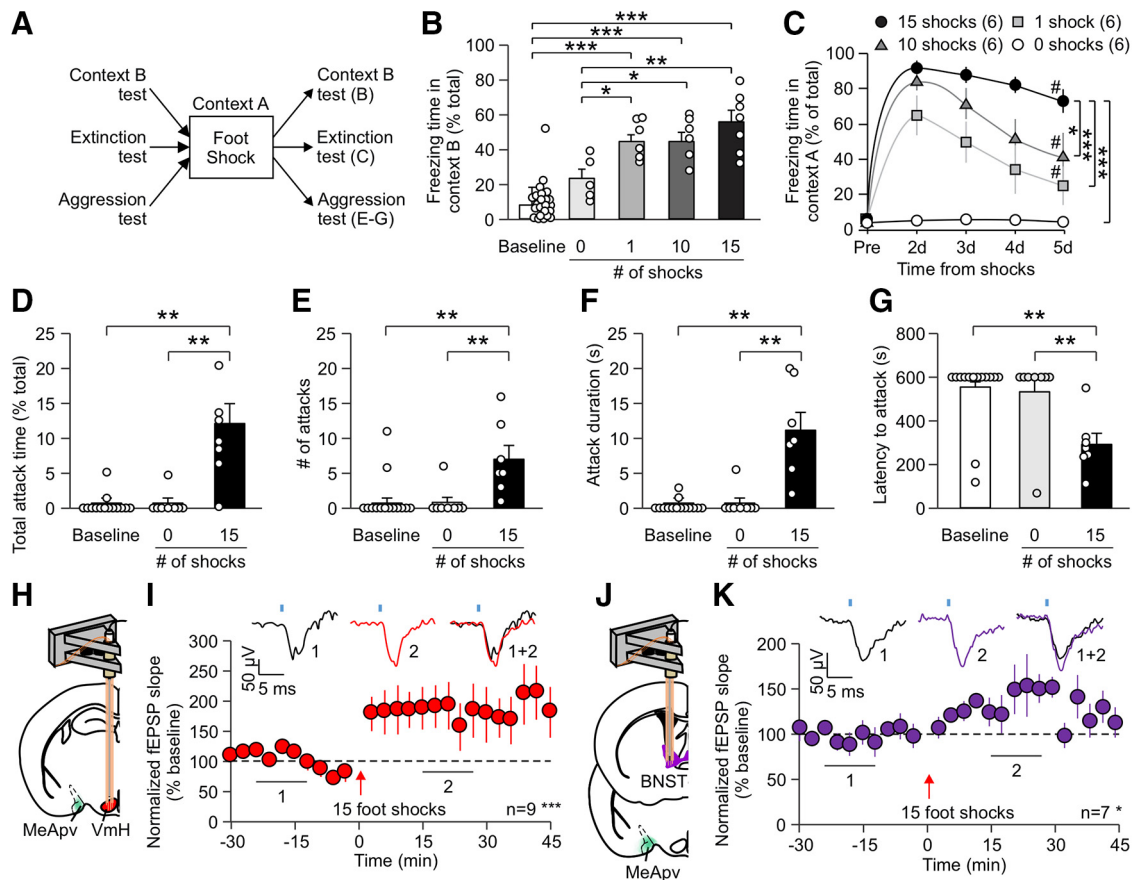 A
Context B
test
Extinction
test
Aggression
test
Context A
Foot
Shock
Context B
test (B)
Extinction
test (C)
Aggression
test (E-G)
B
Freezing time in
context B (% total)
100
80
60
40
20
0
***
***
***
**
*
*
Baseline 0 1 10 15
# of shocks
C
15 shocks (6)
1 shock (6)
10 shocks (6)
0 shocks (6)
Freezing time in
context A (% of total)
100
80
60
40
20
0
#
#
#
*
***
***
Pre 2d 3d 4d 5d
Time from shocks
D
Total attack time (% total)
25
20
15
10
5
0
**
**
Baseline 0 15
# of shocks
E
# of attacks
25
20
15
10
5
0
**
**
Baseline 0 15
# of shocks
F
Attack duration (s)
25
20
15
10
5
0
**
**
Baseline 0 15
# of shocks
G
Latency to attack (s)
800
600
400
200
0
**
**
Baseline 0 15
# of shocks
H
MeApv VmH
I
Normalized fEPSP slope
(% baseline)
300
250
200
150
100
50
0
50 µV
5 ms
1
2
1+2
1
2
15 foot shocks
n=9 ***
-30 -15 0 15 30 45
Time (min)
J
BNST
MeApv
K
Normalized fEPSP slope
(% baseline)
200
150
100
50
0
50 µV
5 ms
1
2
1+2
1
2
15 foot shocks
n=7 *
-30 -15 0 15 30 45
Time (min)